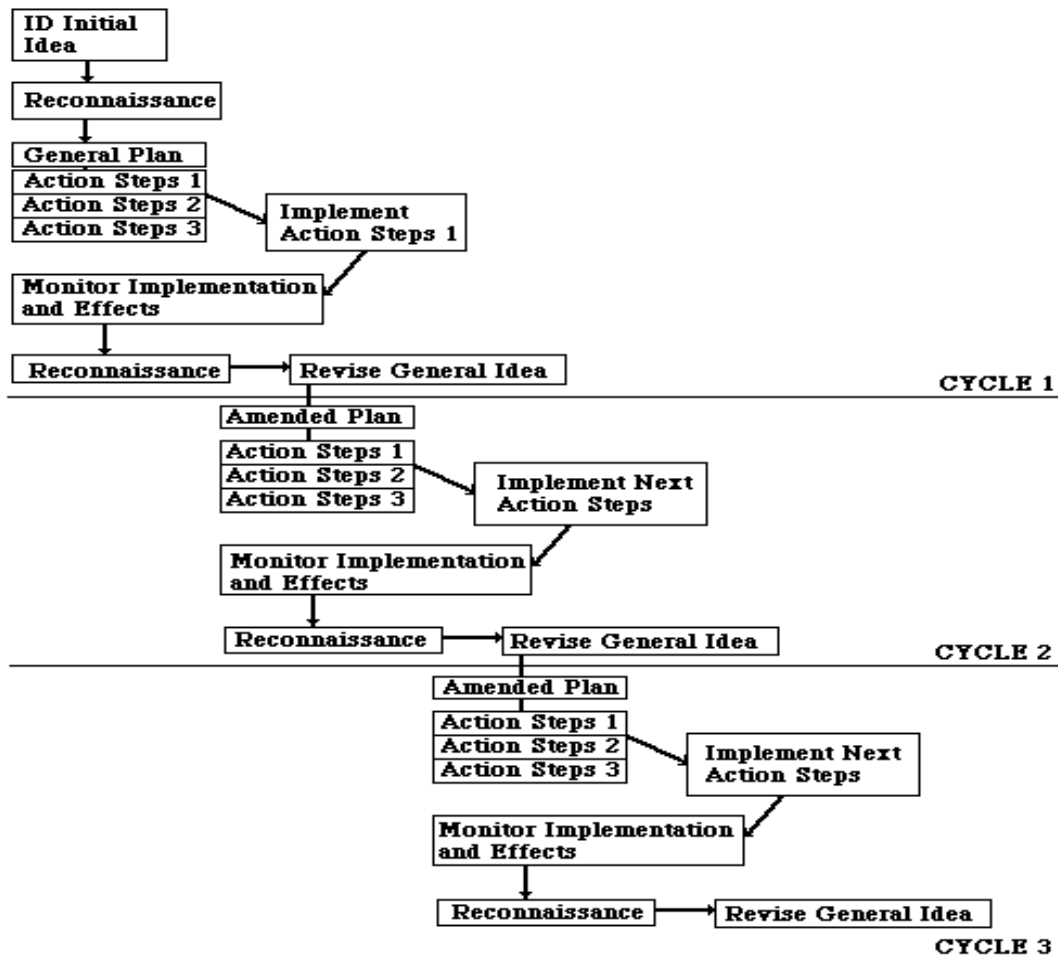 ID Initial
Idea
Reconnaissance
General Plan
Action Steps 1
Action Steps 2
Action Steps 3
Implement
Action Steps 1
Monitor Implementation
and Effects
Reconnaissance
Revise General Idea
CYCLE 1
Amended Plan
Action Steps 1
Action Steps 2
Action Steps 3
Implement Next
Action Steps
Monitor Implementation
and Effects
Reconnaissance
Revise General Idea
CYCLE 2
Amended Plan
Action Steps 1
Action Steps 2
Action Steps 3
Implement Next
Action Steps
Monitor Implementation
and Effects
Reconnaissance
Revise General Idea
CYCLE 3